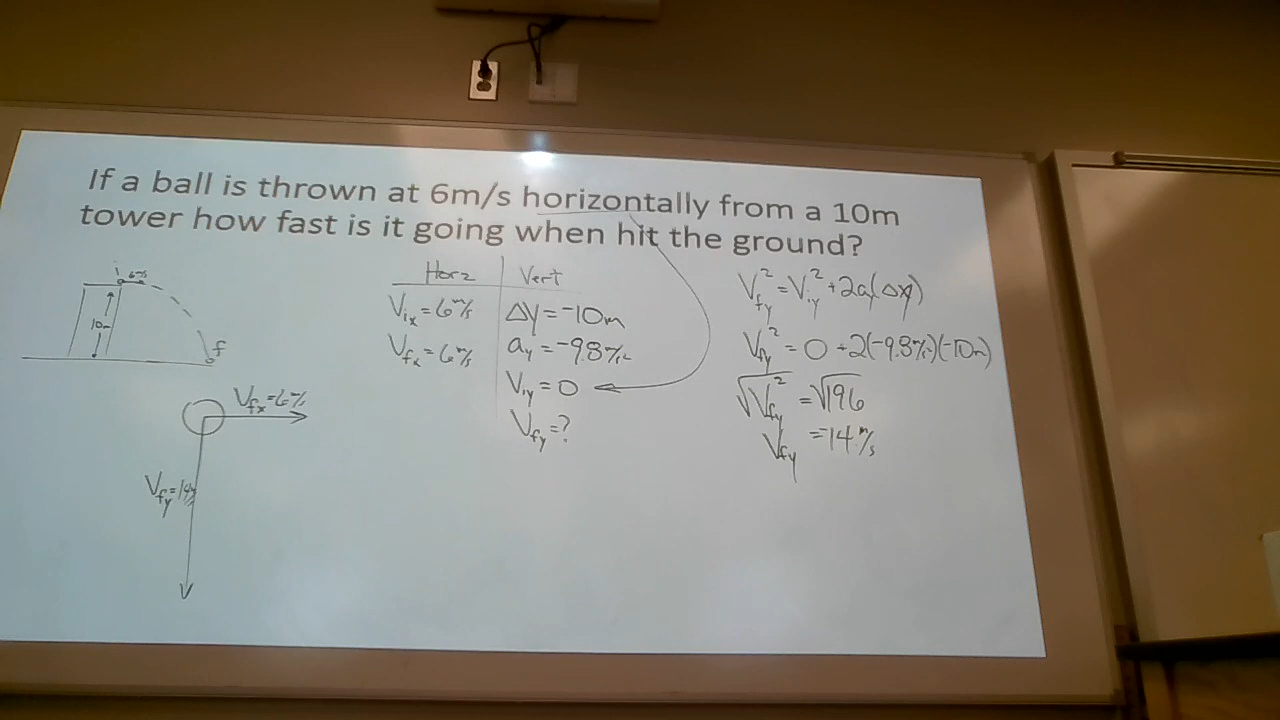 If a ball is thrown at 6m/s horizontally from a 10m
tower how fast is it going when hit the ground?
i 6m/s
10m
f
Horz Vert
Vix=6m/s
Vfx=6m/s
Δy=-10m
ay=-9.8m/s²
Viy=0
Vfy=?
Vfy²=Viy²+2a(Δy)
Vfy²=0+2(-9.8m/s²)(-10m)
√Vfy²=√196
Vfy=-14m/s
Vfx=6m/s
Vfy=14m/s